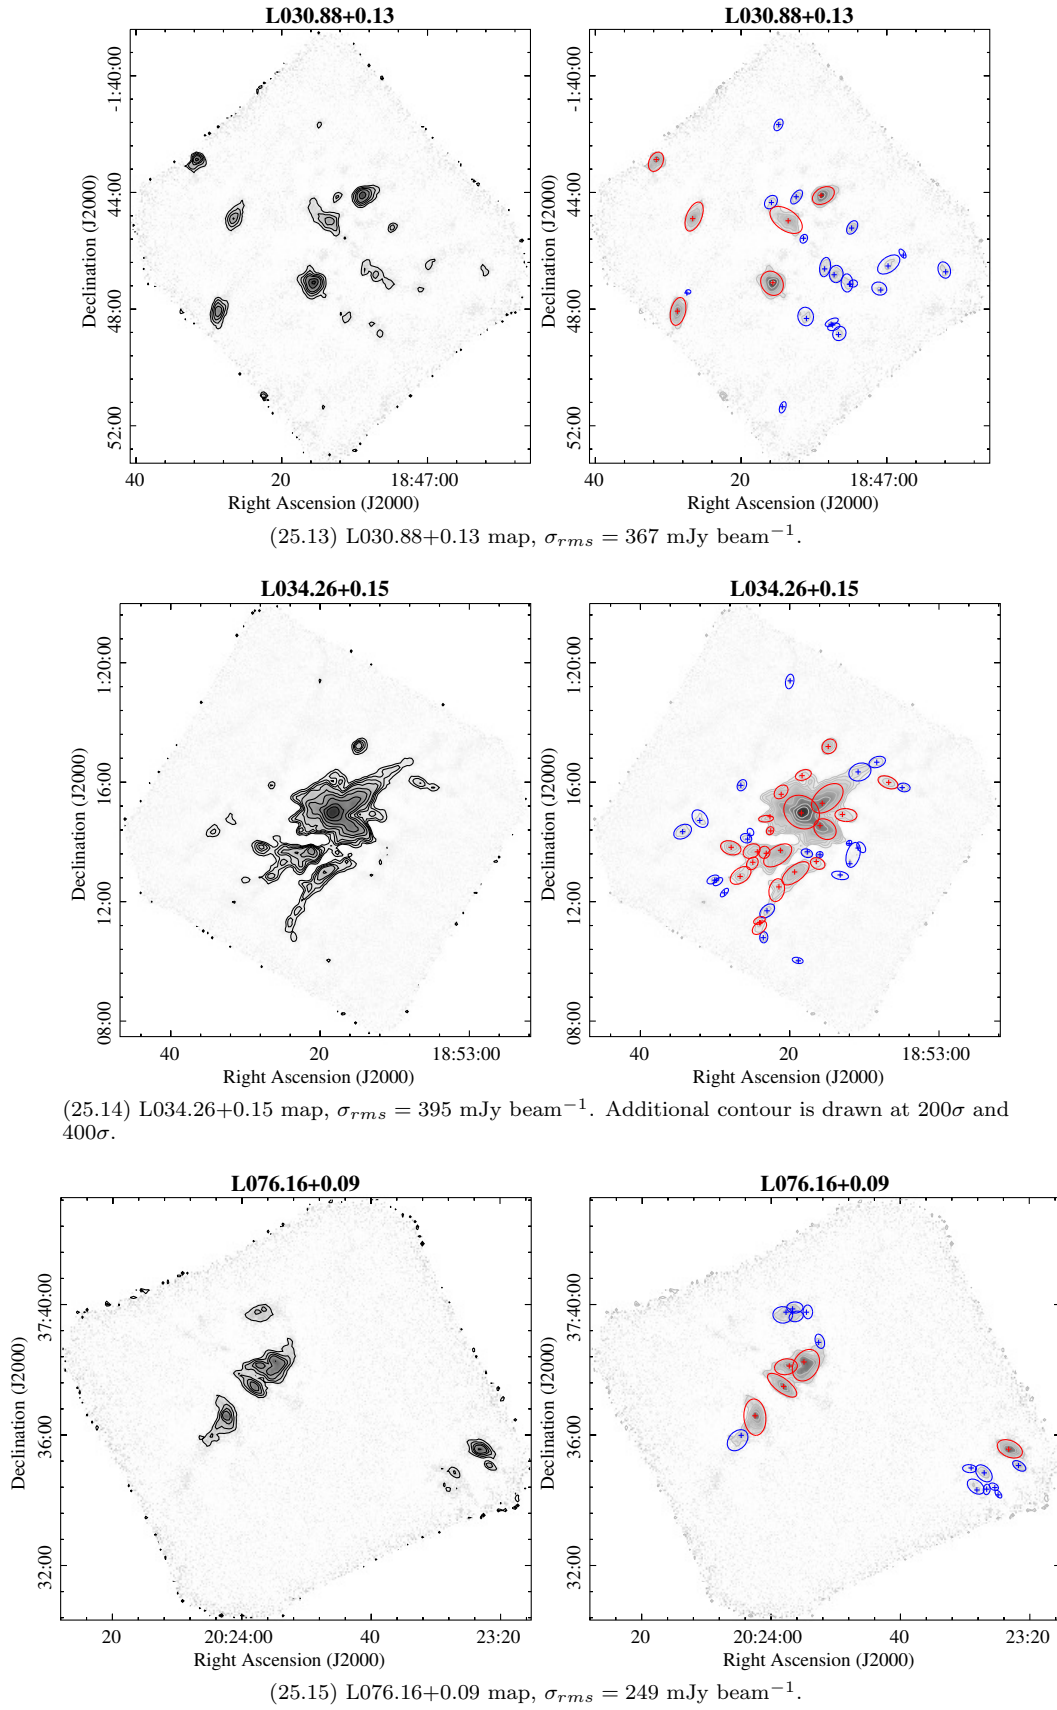 L030.88+0.13
L030.88+0.13
Declination (J2000)
-1:40:00
44:00
48:00
52:00
40
20
18:47:00
Right Ascension (J2000)
Declination (J2000)
-1:40:00
44:00
48:00
52:00
40
20
18:47:00
Right Ascension (J2000)
(25.13) L030.88+0.13 map, σ_rms = 367 mJy beam⁻¹.
L034.26+0.15
L034.26+0.15
Declination (J2000)
1:20:00
16:00
12:00
08:00
40
20
18:53:00
Right Ascension (J2000)
Declination (J2000)
1:20:00
16:00
12:00
08:00
40
20
18:53:00
Right Ascension (J2000)
(25.14) L034.26+0.15 map, σ_rms = 395 mJy beam⁻¹. Additional contour is drawn at 200σ and
400σ.
L076.16+0.09
L076.16+0.09
Declination (J2000)
37:40:00
36:00
32:00
20
20:24:00
40
23:20
Right Ascension (J2000)
Declination (J2000)
37:40:00
36:00
32:00
20
20:24:00
40
23:20
Right Ascension (J2000)
(25.15) L076.16+0.09 map, σ_rms = 249 mJy beam⁻¹.